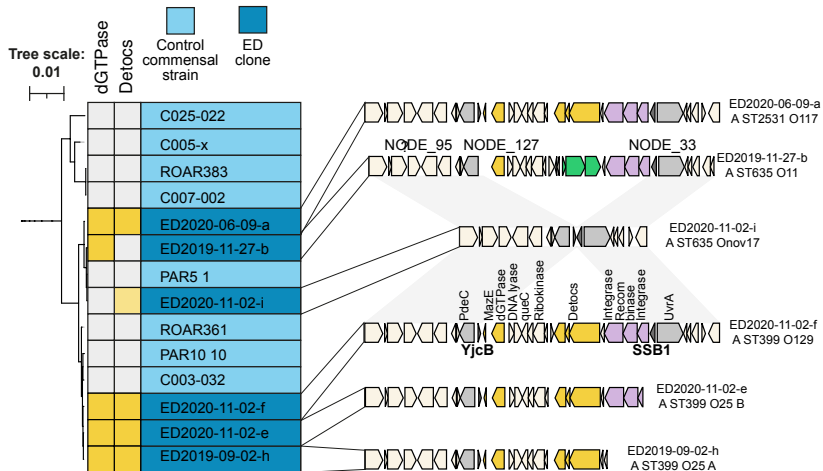 Tree scale:
0.01
dGTPase
Detocs
Control
commensal
strain
ED
clone
C025-022
C005-x
ROAR383
C007-002
ED2020-06-09-a
ED2019-11-27-b
PAR5 1
ED2020-11-02-i
ROAR361
PAR10 10
C003-032
ED2020-11-02-f
ED2020-11-02-e
ED2019-09-02-h
ED2020-06-09-a
A ST2531 O117
NODE_95
?
NODE_127
NODE_33
ED2019-11-27-b
A ST635 O11
ED2020-11-02-i
A ST635 Onov17
PdeC
MazE
dGTPase
DNA lyase
queC
Ribokinase
Detocs
Integrase
Recom
binase
Integrase
UvrA
YjcB
SSB1
ED2020-11-02-f
A ST399 O129
ED2020-11-02-e
A ST399 O25 B
ED2019-09-02-h
A ST399 O25 A